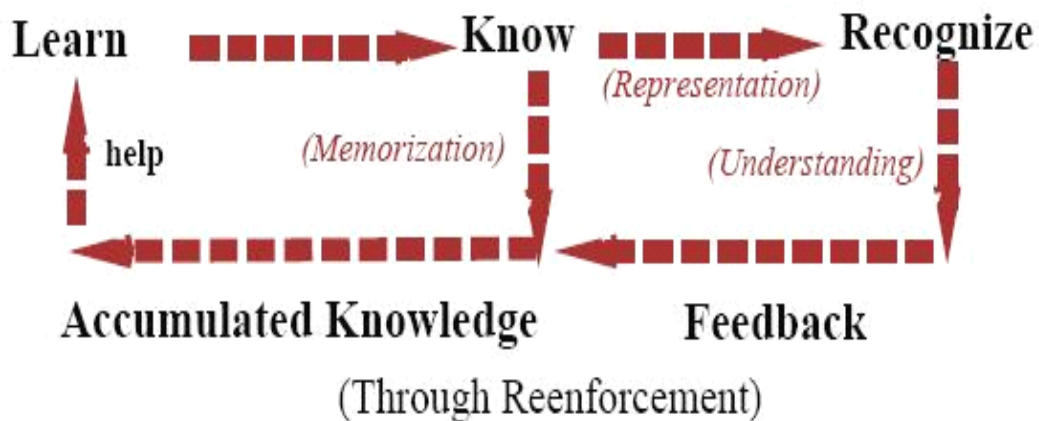 Learn Know Recognize
(Representation)
help (Memorization) (Understanding)
Accumulated Knowledge Feedback
(Through Reenforcement)